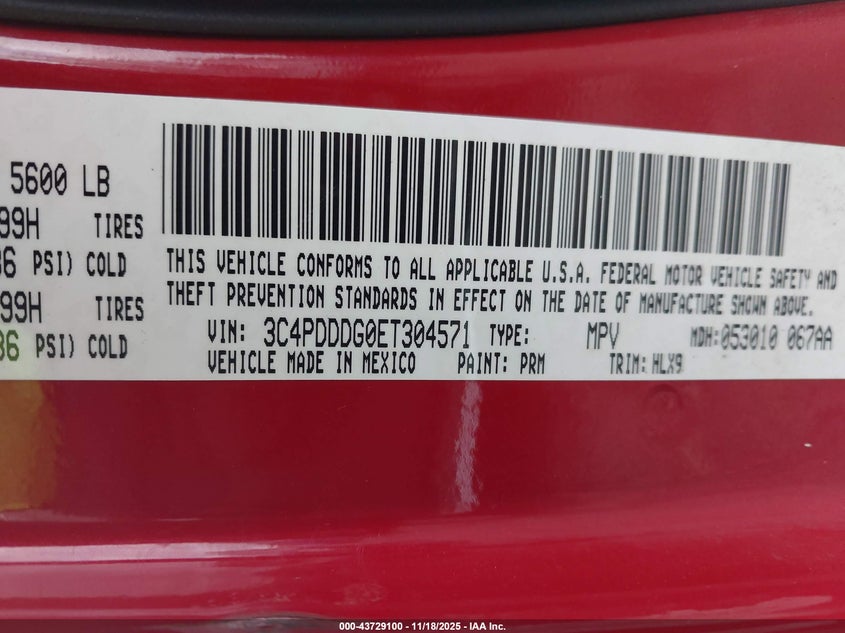 5600 LB
99H TIRES
36 PSI) COLD
99H TIRES
36 PSI) COLD
THIS VEHICLE CONFORMS TO ALL APPLICABLE U.S.A. FEDERAL MOTOR VEHICLE SAFETY AND
THEFT PREVENTION STANDARDS IN EFFECT ON THE DATE OF MANUFACTURE SHOWN ABOVE.
VIN: 3C4PDDDG0ET304571 TYPE: MPV MDH:053010 067AA
VEHICLE MADE IN MEXICO PAINT: PRM TRIM: HLX9
000-43729100 - 11/18/2025 - IAA Inc.